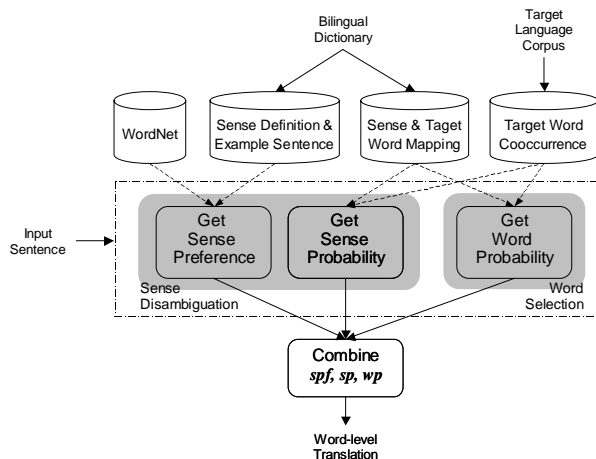 Bilingual
Dictionary
Target
Language
Corpus
WordNet
Sense Definition &
Example Sentence
Sense & Taget
Word Mapping
Target Word
Cooccurrence
Input
Sentence
Get
Sense
Preference
Get
Sense
Probability
Get
Word
Probability
Sense
Disambiguation
Word
Selection
Combine
spf, sp, wp
Word-level
Translation